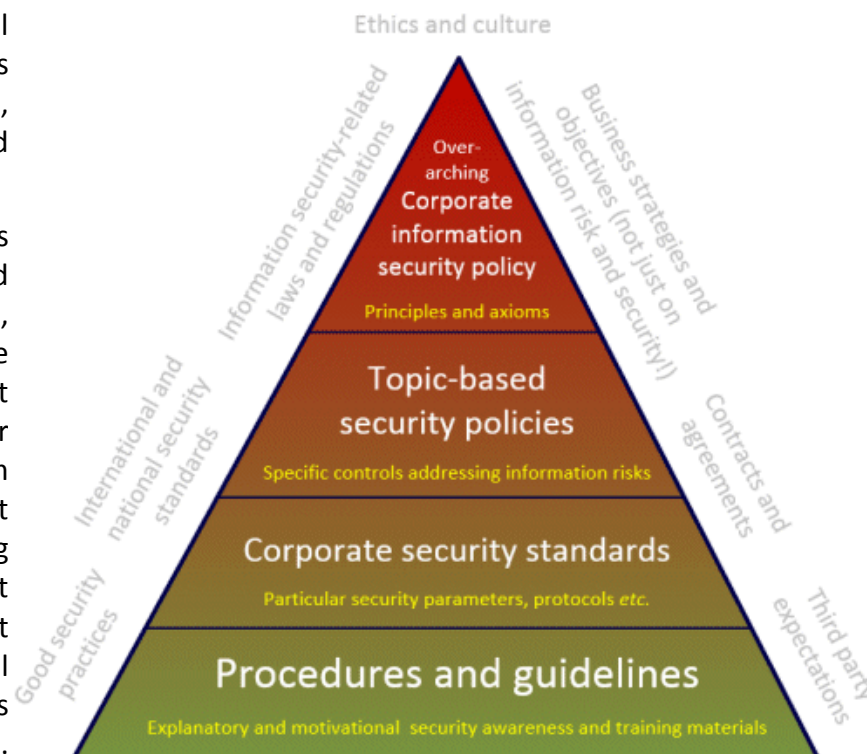 Ethics and culture
Information security-related
laws and regulations
Business strategies and
objectives (not just on
information risk and security!)
Over-
arching
Corporate
information
security policy
Principles and axioms
International and
national security
standards
Topic-based
security policies
Specific controls addressing information risks
Contracts and
agreements
Corporate security standards
Particular security parameters, protocols etc.
Good security
practices
Third party
expectations
Procedures and guidelines
Explanatory and motivational security awareness and training materials